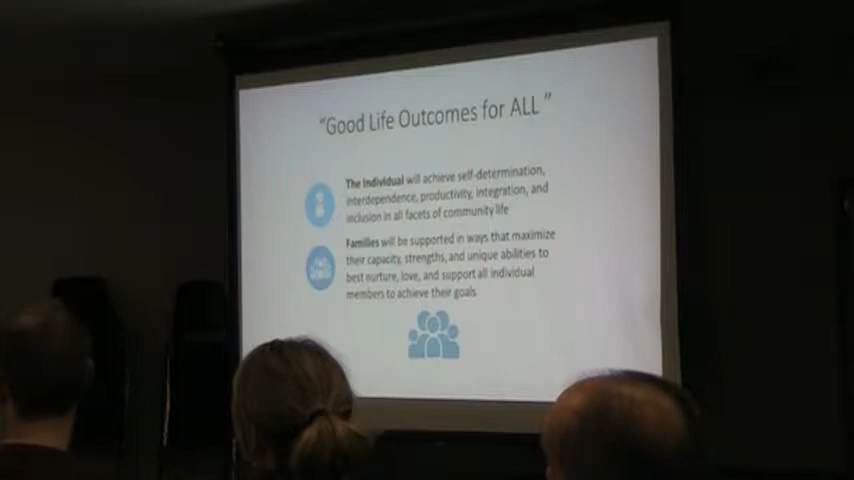 "Good Life Outcomes for ALL "
The Individual will achieve self-determination,
interdependence, productivity, integration, and
inclusion in all facets of community life
Families will be supported in ways that maximize
their capacity, strengths, and unique abilities to
best nurture, love, and support all individual
members to achieve their goals